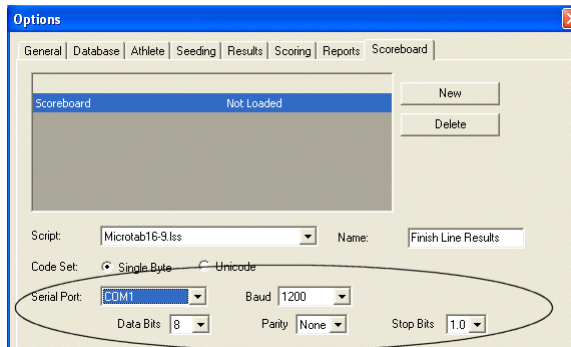 Options
General Database Athlete Seeding Results Scoring Reports Scoreboard
Scoreboard Not Loaded
New
Delete
Script: Microtab16-9.lss Name: Finish Line Results
Code Set: Single Byte Unicode
Serial Port: COM1 Baud 1200
Data Bits 8 Parity None Stop Bits 1.0